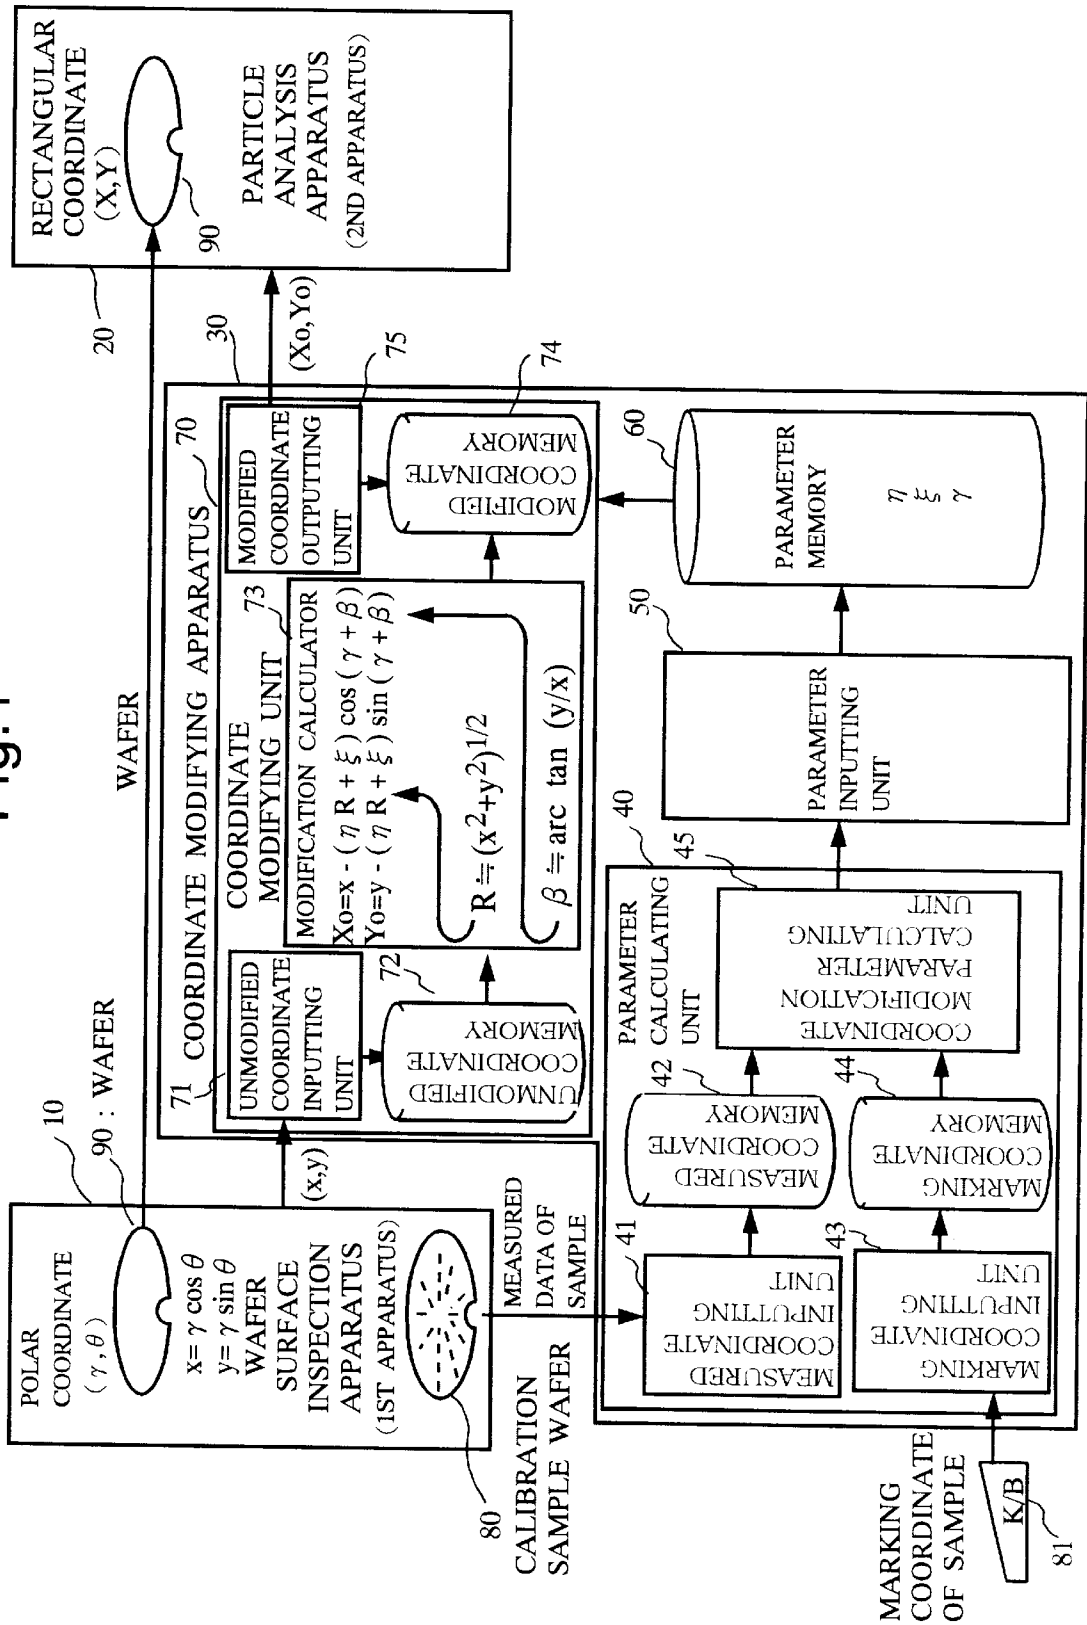 Fig.1
10
90 : WAFER
POLAR
COORDINATE
(γ,θ)
x=γ cosθ
y=γ sinθ
WAFER
SURFACE
INSPECTION
APPARATUS
(1ST APPARATUS)
80
CALIBRATION
SAMPLE WAFER
(x,y)
MEASURED
DATA OF
SAMPLE
WAFER
20
RECTANGULAR
COORDINATE
(X,Y)
90
PARTICLE
ANALYSIS
APPARATUS
(2ND APPARATUS)
(Xo,Yo)
30
COORDINATE MODIFYING APPARATUS
70
COORDINATE
MODIFYING UNIT
71
UNMODIFIED
COORDINATE
INPUTTING
UNIT
72
UNMODIFIED
COORDINATE
MEMORY
73
MODIFICATION CALCULATOR
Xo=x - ( η R + ξ ) cos ( γ + β )
Yo=y - ( η R + ξ ) sin ( γ + β )
R≒(x2+y2)1/2
β≒arc tan (y/x)
75
MODIFIED
COORDINATE
OUTPUTTING
UNIT
74
MODIFIED
COORDINATE
MEMORY
40
PARAMETER
CALCULATING
UNIT
41
MEASURED
COORDINATE
INPUTTING
UNIT
42
MEASURED
COORDINATE
MEMORY
43
MARKING
COORDINATE
INPUTTING
UNIT
44
MARKING
COORDINATE
MEMORY
45
COORDINATE
MODIFICATION
PARAMETER
CALCULATING
UNIT
50
PARAMETER
INPUTTING
UNIT
60
PARAMETER
MEMORY
η
ξ
γ
MARKING
COORDINATE
OF SAMPLE
K/B
81